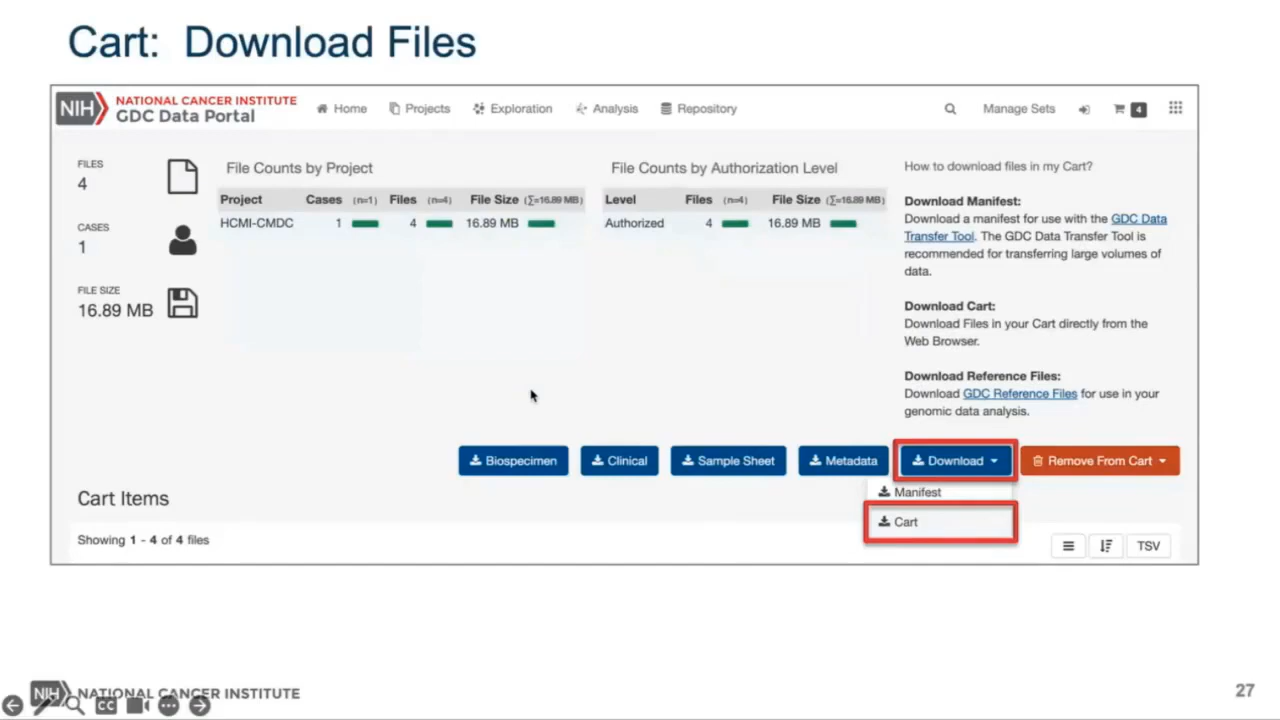 Cart: Download Files
NIH NATIONAL CANCER INSTITUTE
GDC Data Portal
Home Projects Exploration Analysis Repository Manage Sets 4
FILES
4
CASES
1
FILE SIZE
16.89 MB
File Counts by Project
Project Cases (n=1) Files (n=4) File Size (∑=16.89 MB)
HCMI-CMDC 1 4 16.89 MB
File Counts by Authorization Level
Level Files (n=4) File Size (∑=16.89 MB)
Authorized 4 16.89 MB
How to download files in my Cart?
Download Manifest:
Download a manifest for use with the GDC Data
Transfer Tool. The GDC Data Transfer Tool is
recommended for transferring large volumes of
data.
Download Cart:
Download Files in your Cart directly from the
Web Browser.
Download Reference Files:
Download GDC Reference Files for use in your
genomic data analysis.
Biospecimen Clinical Sample Sheet Metadata Download Remove From Cart
Manifest
Cart
Cart Items
Showing 1 - 4 of 4 files
TSV
NIH NATIONAL CANCER INSTITUTE
CC
27